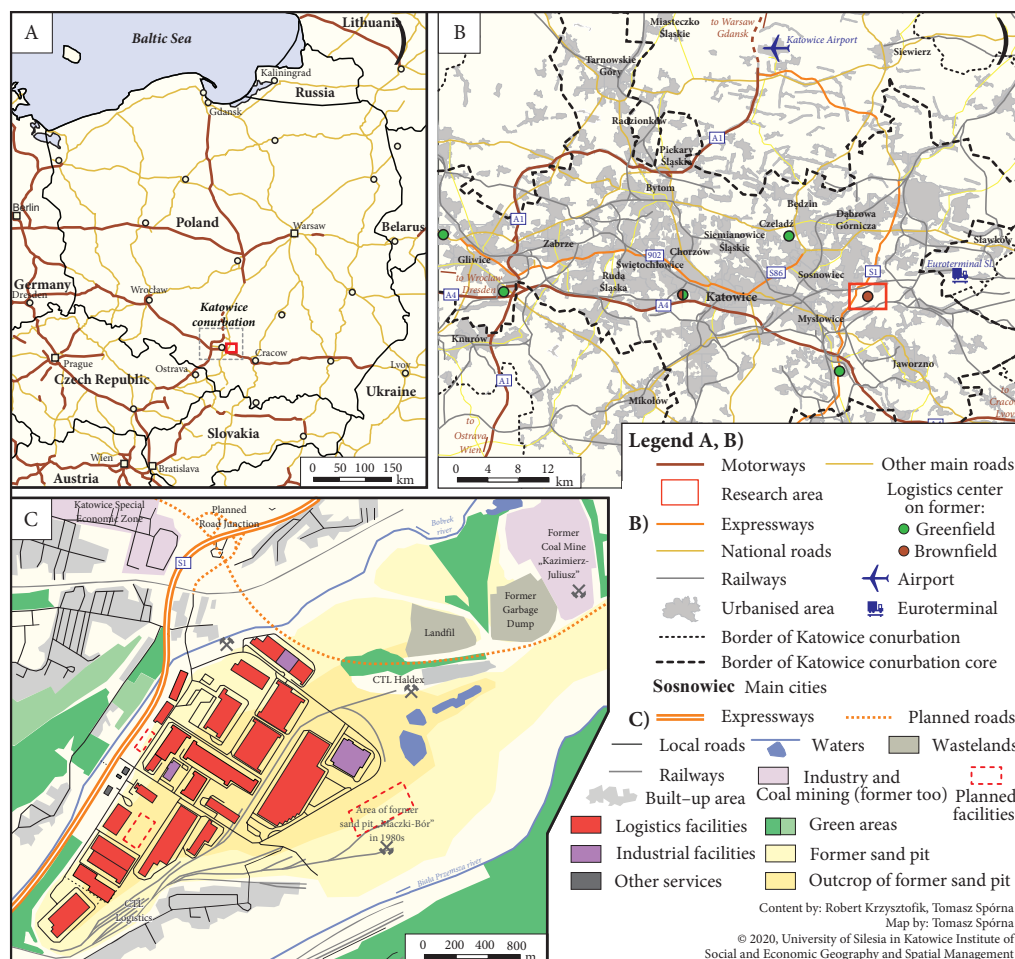 A
Baltic Sea
Lithuania
Kaliningrad
Russia
Gdansk
Berlin
Poland
Warsaw
Belarus
Germany
Dresden
Wrocław
Katowice
conurbation
Prague
Czech Republic
Ostrava
Cracow
Lvov
Ukraine
Slovakia
Wien
Bratislava
Austria
0 50 100 150
km
B
Miasteczko
Śląskie
to Warsaw
Gdansk
Katowice Airport
Siewierz
Tarnowskie
Góry
Radzionków
A1
Piekary
Śląskie
Bytom
Będzin
A1
Czeladź
Dąbrowa
Górnicza
Siemianowice
Śląskie
Sławków
Zabrze
902
Chorzów
Gliwice
Świętochłowice
S86
Sosnowiec
S1
Euroterminal Sł.
to Wrocław
Dresden
Ruda
Śląska
A4
A4
Katowice
Mysłowice
Knurów
A1
Jaworzno
Mikołów
to
Ostrava
Wien
to
Cracow
Lvov
0 4 8 12
km
Legend A, B)
Motorways
Other main roads
Research area
Logistics center
on former:
Greenfield
Brownfield
B)
Expressways
National roads
Railways
Airport
Urbanised area
Euroterminal
Border of Katowice conurbation
Border of Katowice conurbation core
Sosnowiec Main cities
C)
Expressways
Planned roads
Local roads
Waters
Wastelands
Railways
Industry and
Coal mining (former too)
Planned
facilities
Built–up area
Logistics facilities
Green areas
Industrial facilities
Former sand pit
Other services
Outcrop of former sand pit
Content by: Robert Krzysztofik, Tomasz Spórna
Map by: Tomasz Spórna
© 2020, University of Silesia in Katowice Institute of
Social and Economic Geography and Spatial Management
C
Katowice Special
Economic Zone
Planned
Road Junction
S1
Bobrek
river
Former
Coal Mine
„Kazimierz-
Juliusz”
Former
Garbage
Dump
Landfil
CTL Haldex
Area of former
sand pit „Maczki-Bór”
in 1980s
Biała Przemsza river
CTL
Logistics
0 200 400 800
m